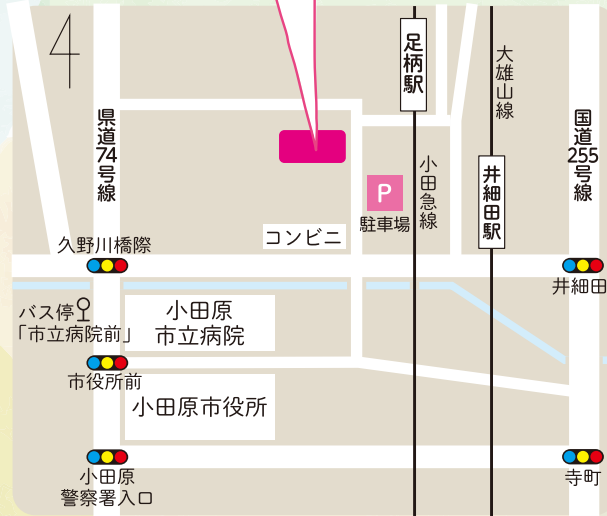 足柄駅
大雄山線
県道74号線
国道255号線
小田急線
井細田駅
P
駐車場
コンビニ
久野川橋際
井細田
バス停
「市立病院前」
小田原
市立病院
市役所前
小田原市役所
小田原
警察署入口
寺町